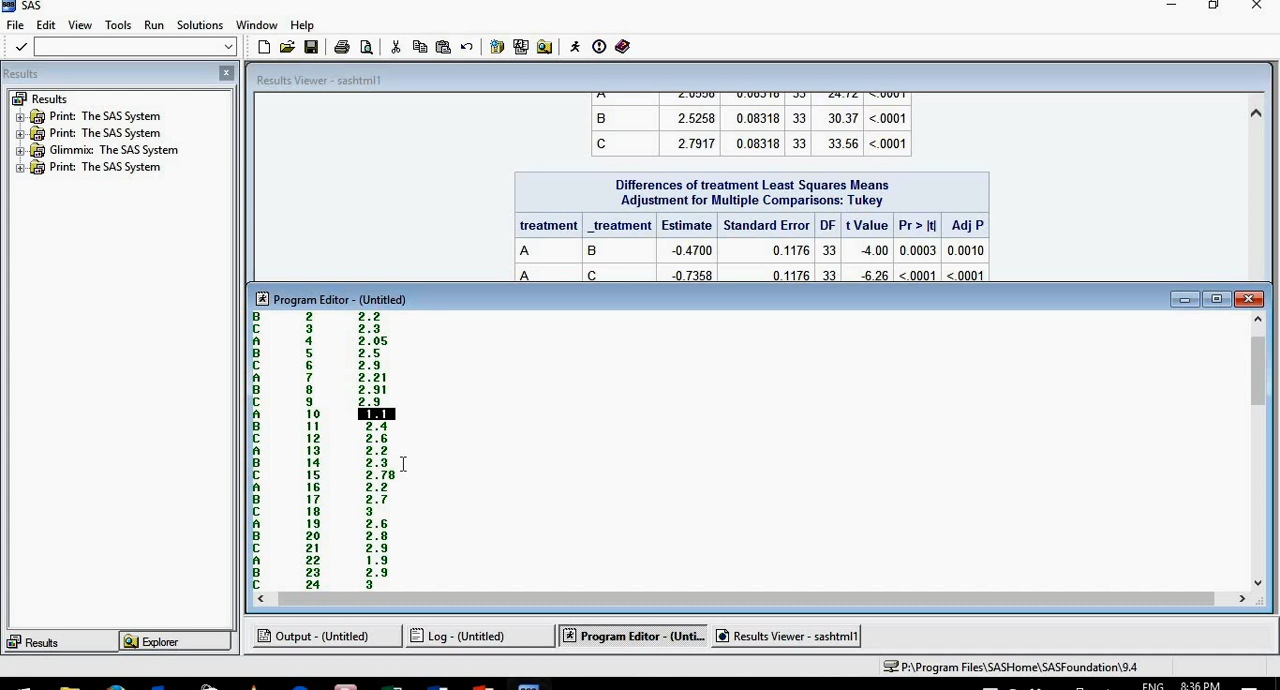 SAS
File Edit View Tools Run Solutions Window Help
Results
Results Viewer - sashtml1
Results
Print: The SAS System
Print: The SAS System
Glimmix: The SAS System
Print: The SAS System
A 2.0558 0.08318 33 24.72 <.0001
B 2.5258 0.08318 33 30.37 <.0001
C 2.7917 0.08318 33 33.56 <.0001
Differences of treatment Least Squares Means
Adjustment for Multiple Comparisons: Tukey
treatment _treatment Estimate Standard Error DF t Value Pr > |t| Adj P
A B -0.4700 0.1176 33 -4.00 0.0003 0.0010
A C -0.7358 0.1176 33 -6.26 <.0001 <.0001
Program Editor - (Untitled)
B 2 2.2
C 3 2.3
A 4 2.05
B 5 2.5
C 6 2.9
A 7 2.21
B 8 2.91
C 9 2.9
A 10 1.1
B 11 2.4
C 12 2.6
A 13 2.2
B 14 2.3
C 15 2.78
A 16 2.2
B 17 2.7
C 18 3
A 19 2.6
B 20 2.8
C 21 2.9
A 22 1.9
B 23 2.9
C 24 3
Results Explorer
Output - (Untitled) Log - (Untitled) Program Editor - (Unti... Results Viewer - sashtml1
P:\Program Files\SASHome\SASFoundation\9.4
ENG 8:36 PM